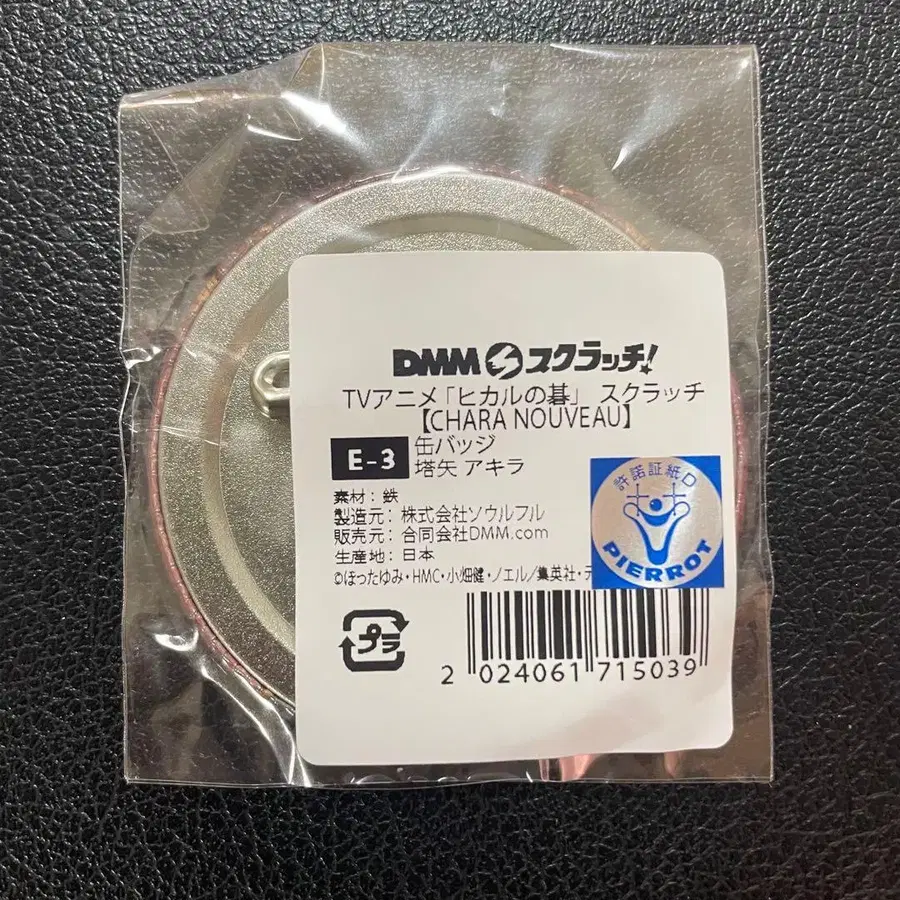 DMM スクラッチ!
TVアニメ「ヒカルの碁」 スクラッチ
【CHARA NOUVEAU】
E-3
缶バッジ
塔矢 アキラ
素材:鉄
製造元:株式会社ソウルフル
販売元:合同会社DMM.com
生産地:日本
©ほったゆみ・HMC・小畑健・ノエル/集英社・テ
許諾証紙D
PIERROT
プラ
2 024061 715039